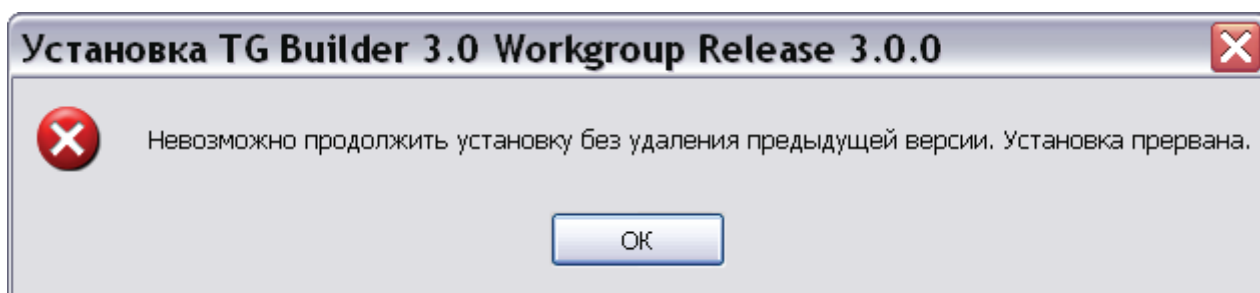 Установка TG Builder 3.0 Workgroup Release 3.0.0
Невозможно продолжить установку без удаления предыдущей версии. Установка прервана.
ОК